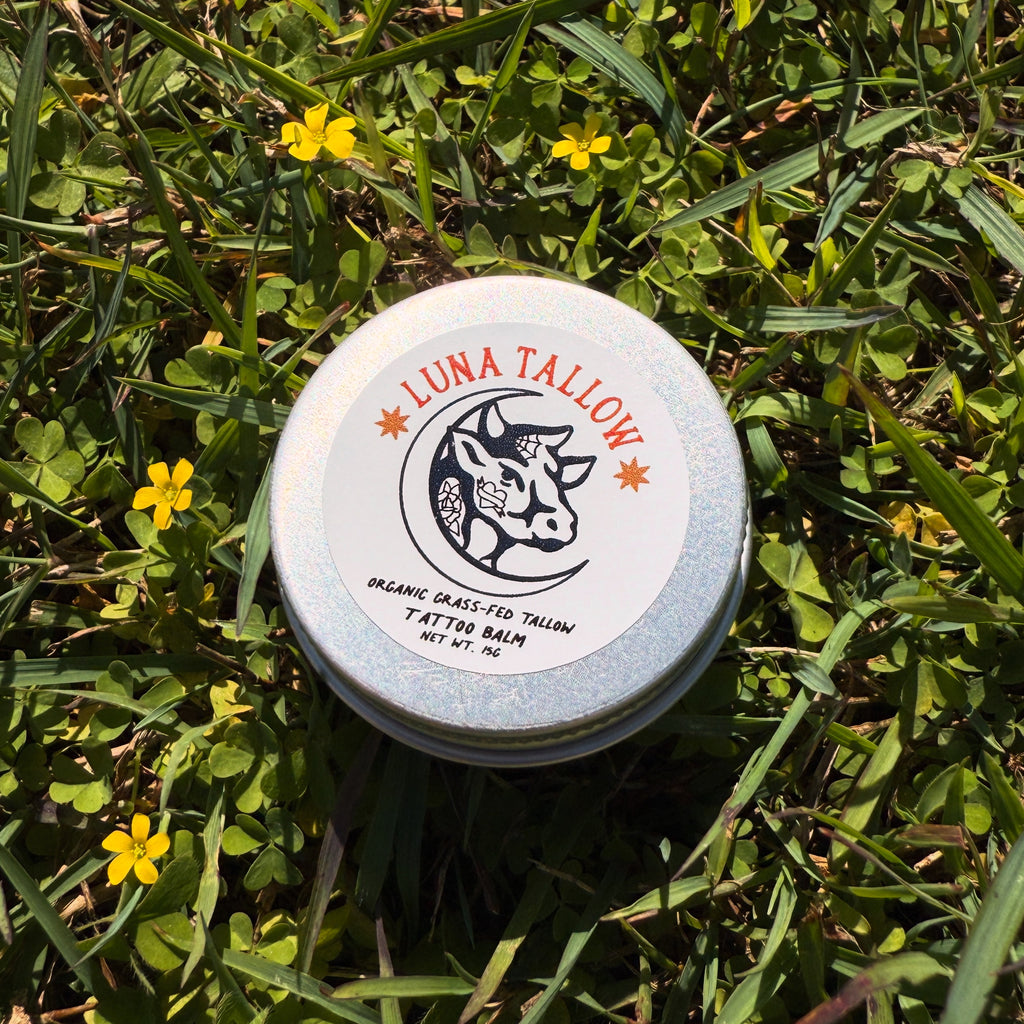 LUNA TALLOW
ORGANIC GRASS-FED TALLOW
TATTOO BALM
NET WT. 15G